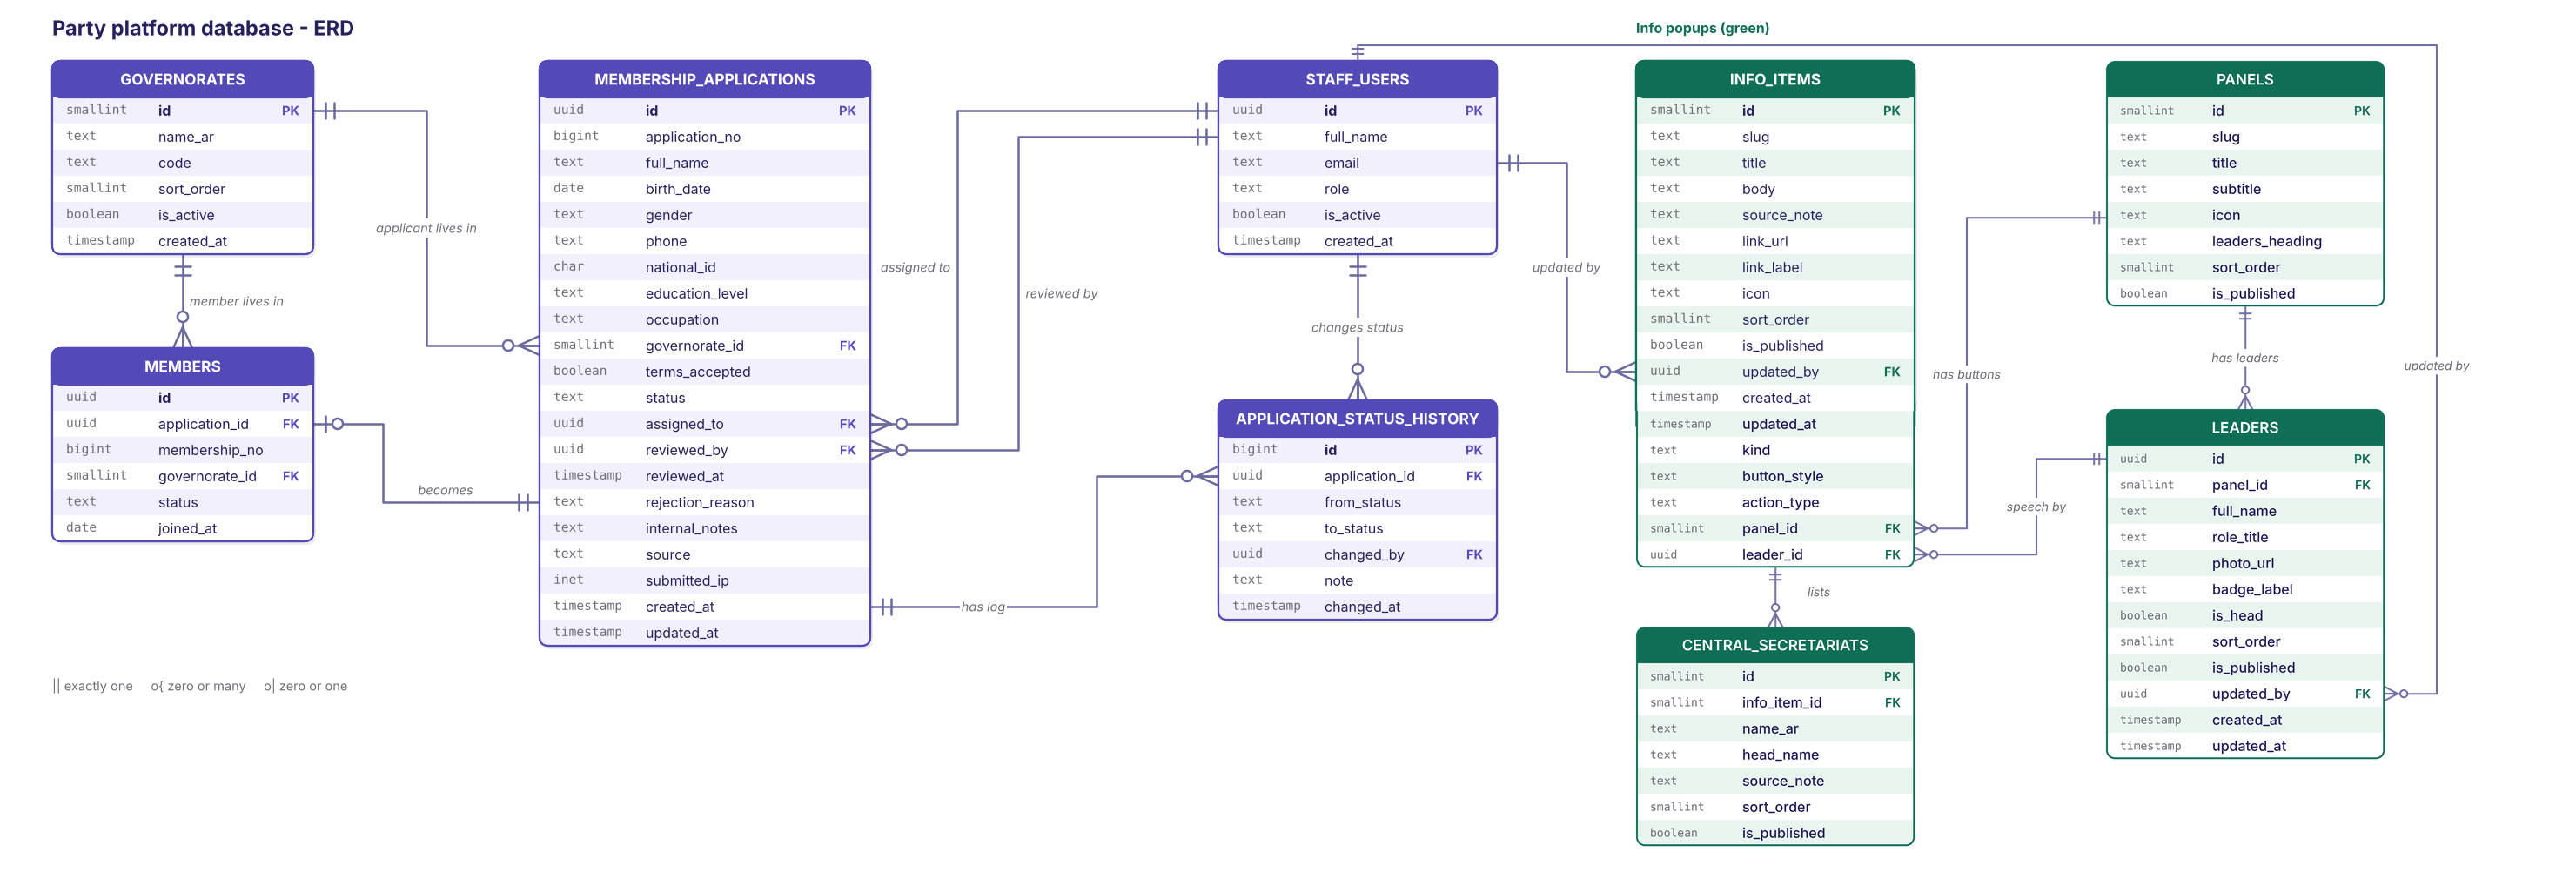 Party platform database - ERD
Info popups (green)
GOVERNORATES
smallint id PK
text name_ar
text code
smallint sort_order
boolean is_active
timestamp created_at
member lives in
applicant lives in
MEMBERS
uuid id PK
uuid application_id FK
bigint membership_no
smallint governorate_id FK
text status
date joined_at
becomes
|| exactly one o{ zero or many o| zero or one
MEMBERSHIP_APPLICATIONS
uuid id PK
bigint application_no
text full_name
date birth_date
text gender
text phone
char national_id
text education_level
text occupation
smallint governorate_id FK
boolean terms_accepted
text status
uuid assigned_to FK
uuid reviewed_by FK
timestamp reviewed_at
text rejection_reason
text internal_notes
text source
inet submitted_ip
timestamp created_at
timestamp updated_at
assigned to
reviewed by
has log
STAFF_USERS
uuid id PK
text full_name
text email
text role
boolean is_active
timestamp created_at
changes status
updated by
APPLICATION_STATUS_HISTORY
bigint id PK
uuid application_id FK
text from_status
text to_status
uuid changed_by FK
text note
timestamp changed_at
INFO_ITEMS
smallint id PK
text slug
text title
text body
text source_note
text link_url
text link_label
text icon
smallint sort_order
boolean is_published
uuid updated_by FK
timestamp created_at
timestamp updated_at
text kind
text button_style
text action_type
smallint panel_id FK
uuid leader_id FK
lists
CENTRAL_SECRETARIATS
smallint id PK
smallint info_item_id FK
text name_ar
text head_name
text source_note
smallint sort_order
boolean is_published
has buttons
speech by
PANELS
smallint id PK
text slug
text title
text subtitle
text icon
text leaders_heading
smallint sort_order
boolean is_published
has leaders
updated by
LEADERS
uuid id PK
smallint panel_id FK
text full_name
text role_title
text photo_url
text badge_label
boolean is_head
smallint sort_order
boolean is_published
uuid updated_by FK
timestamp created_at
timestamp updated_at